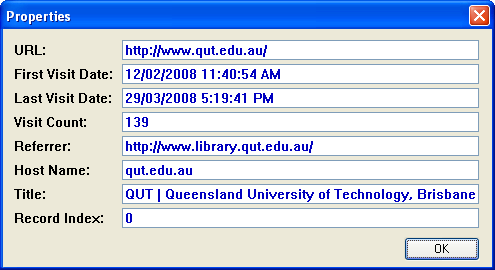 Properties
URL: http://www.qut.edu.au/
First Visit Date: 12/02/2008 11:40:54 AM
Last Visit Date: 29/03/2008 5:19:41 PM
Visit Count: 139
Referrer: http://www.library.qut.edu.au/
Host Name: qut.edu.au
Title: QUT | Queensland University of Technology, Brisbane
Record Index: 0
OK